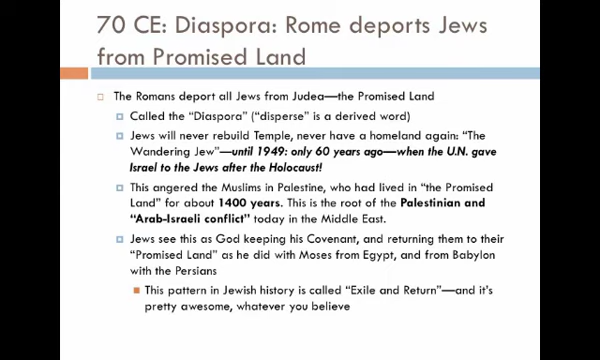 70 CE: Diaspora: Rome deports Jews
from Promised Land
The Romans deport all Jews from Judea—the Promised Land
Called the “Diaspora” (“disperse” is a derived word)
Jews will never rebuild Temple, never have a homeland again: “The
Wandering Jew”—until 1949: only 60 years ago—when the U.N. gave
Israel to the Jews after the Holocaust!
This angered the Muslims in Palestine, who had lived in “the Promised
Land” for about 1400 years. This is the root of the Palestinian and
“Arab-Israeli conflict” today in the Middle East.
Jews see this as God keeping his Covenant, and returning them to their
“Promised Land” as he did with Moses from Egypt, and from Babylon
with the Persians
This pattern in Jewish history is called “Exile and Return”—and it’s
pretty awesome, whatever you believe